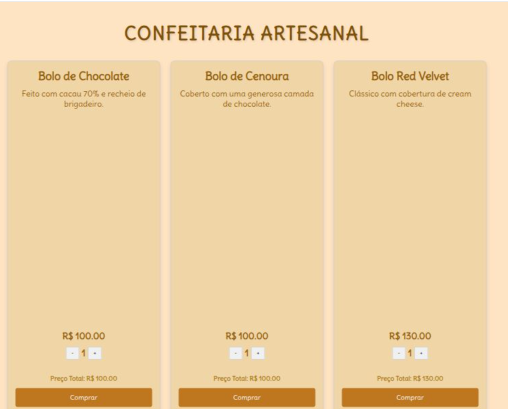 CONFEITARIA ARTESANAL
Bolo de Chocolate
Feito com cacau 70% e recheio de
brigadeiro.
R$ 100.00
- 1 +
Preço Total: R$ 100.00
Comprar
Bolo de Cenoura
Coberto com uma generosa camada
de chocolate.
R$ 100.00
- 1 +
Preço Total: R$ 100.00
Comprar
Bolo Red Velvet
Clássico com cobertura de cream
cheese.
R$ 130.00
- 1 +
Preço Total: R$ 130.00
Comprar